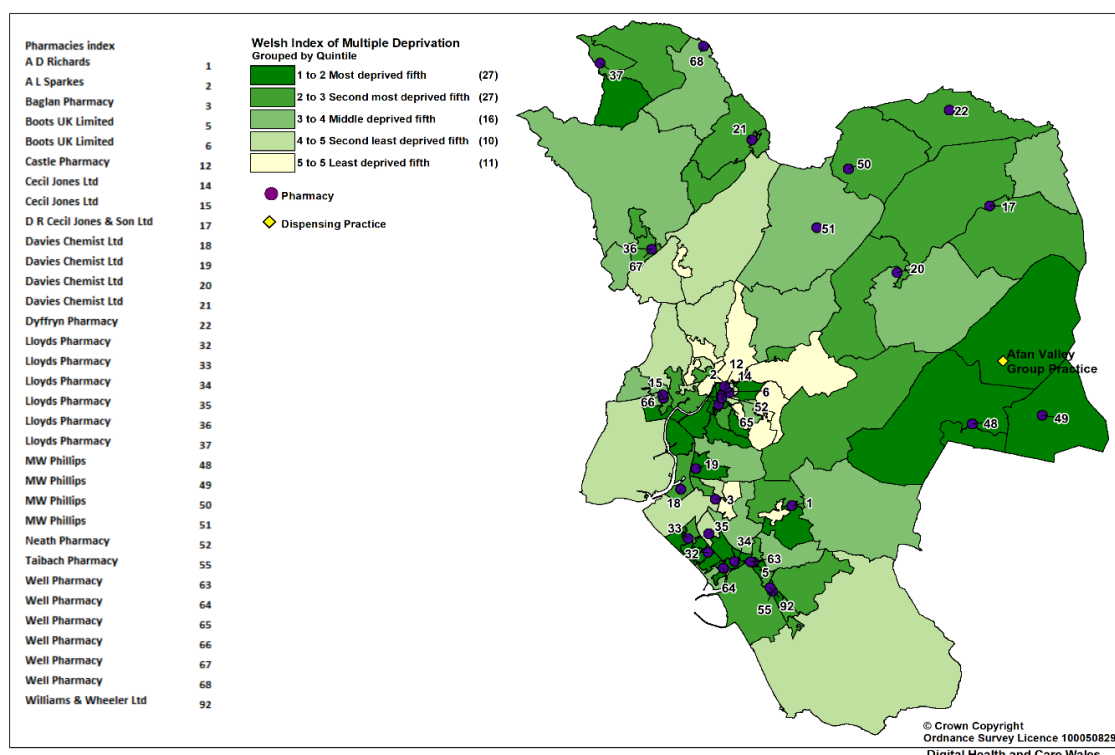 Pharmacies index
A D Richards 1
A L Sparkes 2
Baglan Pharmacy 3
Boots UK Limited 5
Boots UK Limited 6
Castle Pharmacy 12
Cecil Jones Ltd 14
Cecil Jones Ltd 15
D R Cecil Jones & Son Ltd 17
Davies Chemist Ltd 18
Davies Chemist Ltd 19
Davies Chemist Ltd 20
Davies Chemist Ltd 21
Dyffryn Pharmacy 22
Lloyds Pharmacy 32
Lloyds Pharmacy 33
Lloyds Pharmacy 34
Lloyds Pharmacy 35
Lloyds Pharmacy 36
Lloyds Pharmacy 37
MW Phillips 48
MW Phillips 49
MW Phillips 50
MW Phillips 51
Neath Pharmacy 52
Taibach Pharmacy 55
Well Pharmacy 63
Well Pharmacy 64
Well Pharmacy 65
Well Pharmacy 66
Well Pharmacy 67
Well Pharmacy 68
Williams & Wheeler Ltd 92
Welsh Index of Multiple Deprivation
Grouped by Quintile
1 to 2 Most deprived fifth (27)
2 to 3 Second most deprived fifth (27)
3 to 4 Middle deprived fifth (16)
4 to 5 Second least deprived fifth (10)
5 to 5 Least deprived fifth (11)
Pharmacy
Dispensing Practice
68
37
22
21
50
17
51
36
67
20
Afan Valley
Group Practice
12
2
14
15
6
66
52
65
49
48
19
18
3
1
33
35
34
32
63
5
64
55
92
© Crown Copyright
Ordnance Survey Licence 100050829
Digital Health and Care Wales